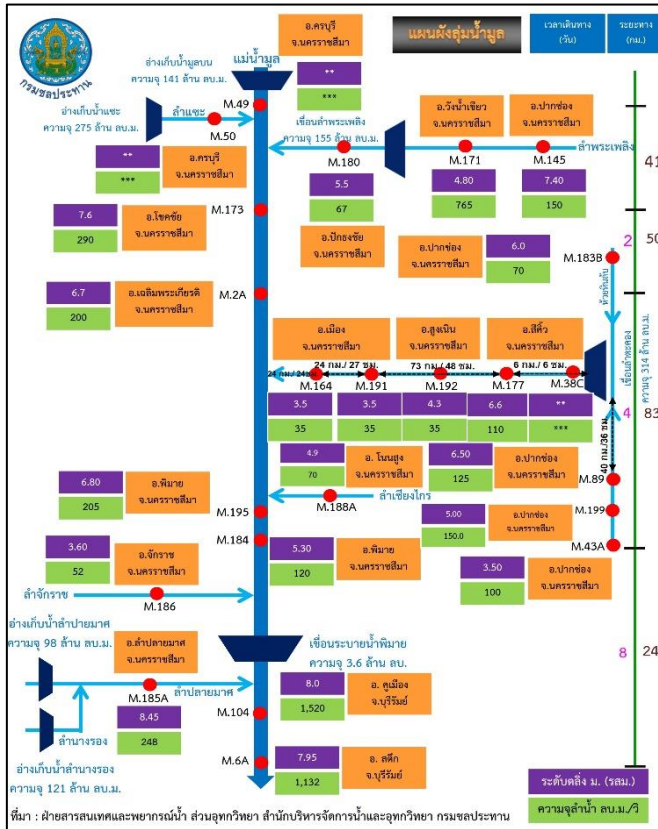 กรมชลประทาน
แผนผังลุ่มน้ำมูล
เวลาเดินทาง
(วัน)
ระยะทาง
(กม.)
อ.ครบุรี
จ.นครราชสีมา
**
***
อ่างเก็บน้ำมูลบน
ความจุ 141 ล้าน ลบ.ม.
แม่น้ำมูล
M.49
อ่างเก็บน้ำแซะ
ความจุ 275 ล้าน ลบ.ม.
ลำแซะ
M.50
**
***
อ.ครบุรี
จ.นครราชสีมา
เขื่อนลำพระเพลิง
ความจุ 155 ล้าน ลบ.ม.
อ.วังน้ำเขียว
จ.นครราชสีมา
อ.ปากช่อง
จ.นครราชสีมา
ลำพระเพลิง
M.180
M.171
M.145
5.5
67
4.80
765
7.40
150
41
M.173
7.6
290
อ.โชคชัย
จ.นครราชสีมา
อ.ปักธงชัย
จ.นครราชสีมา
อ.ปากช่อง
จ.นครราชสีมา
6.0
70
M.183B
2
50
ห้วยหินลับ
M.2A
6.7
200
อ.เฉลิมพระเกียรติ
จ.นครราชสีมา
อ.เมือง
จ.นครราชสีมา
อ.สูงเนิน
จ.นครราชสีมา
อ.สีคิ้ว
จ.นครราชสีมา
เขื่อนลำตะคอง
ความจุ 314 ล้าน ลบ.ม.
24 กม./ 24ชม.
24 กม./ 27 ชม.
73 กม./ 48 ชม.
6 กม./ 6 ชม.
M.164
M.191
M.192
M.177
M.38C
3.5
35
3.5
35
4.3
35
6.6
110
**
***
4
83
40 กม./36 ชม.
4.9
70
อ. โนนสูง
จ.นครราชสีมา
6.50
125
อ.ปากช่อง
จ.นครราชสีมา
M.89
6.80
205
อ.พิมาย
จ.นครราชสีมา
M.188A
ลำเชียงไกร
M.195
5.00
150.0
อ.ปากช่อง
จ.นครราชสีมา
M.199
M.184
M.43A
3.60
52
อ.จักราช
จ.นครราชสีมา
5.30
120
อ.พิมาย
จ.นครราชสีมา
3.50
100
อ.ปากช่อง
จ.นครราชสีมา
ลำจักราช
M.186
อ่างเก็บน้ำลำปายมาศ
ความจุ 98 ล้าน ลบ.ม.
อ.ลำปลายมาศ
จ.นครราชสีมา
เขื่อนระบายน้ำพิมาย
ความจุ 3.6 ล้าน ลบ.
8
24
M.185A
ลำปลายมาศ
M.104
8.0
1,520
อ. คูเมือง
จ.บุรีรัมย์
ลำนางรอง
8.45
248
อ่างเก็บน้ำลำนางรอง
ความจุ 121 ล้าน ลบ.ม.
M.6A
7.95
1,132
อ. สตึก
จ.บุรีรัมย์
ระดับตลิ่ง ม. (รสม.)
ความจุลำน้ำ ลบ.ม./วิ
ที่มา : ฝ่ายสารสนเทศและพยากรณ์น้ำ ส่วนอุทกวิทยา สำนักบริหารจัดการน้ำและอุทกวิทยา กรมชลประทาน